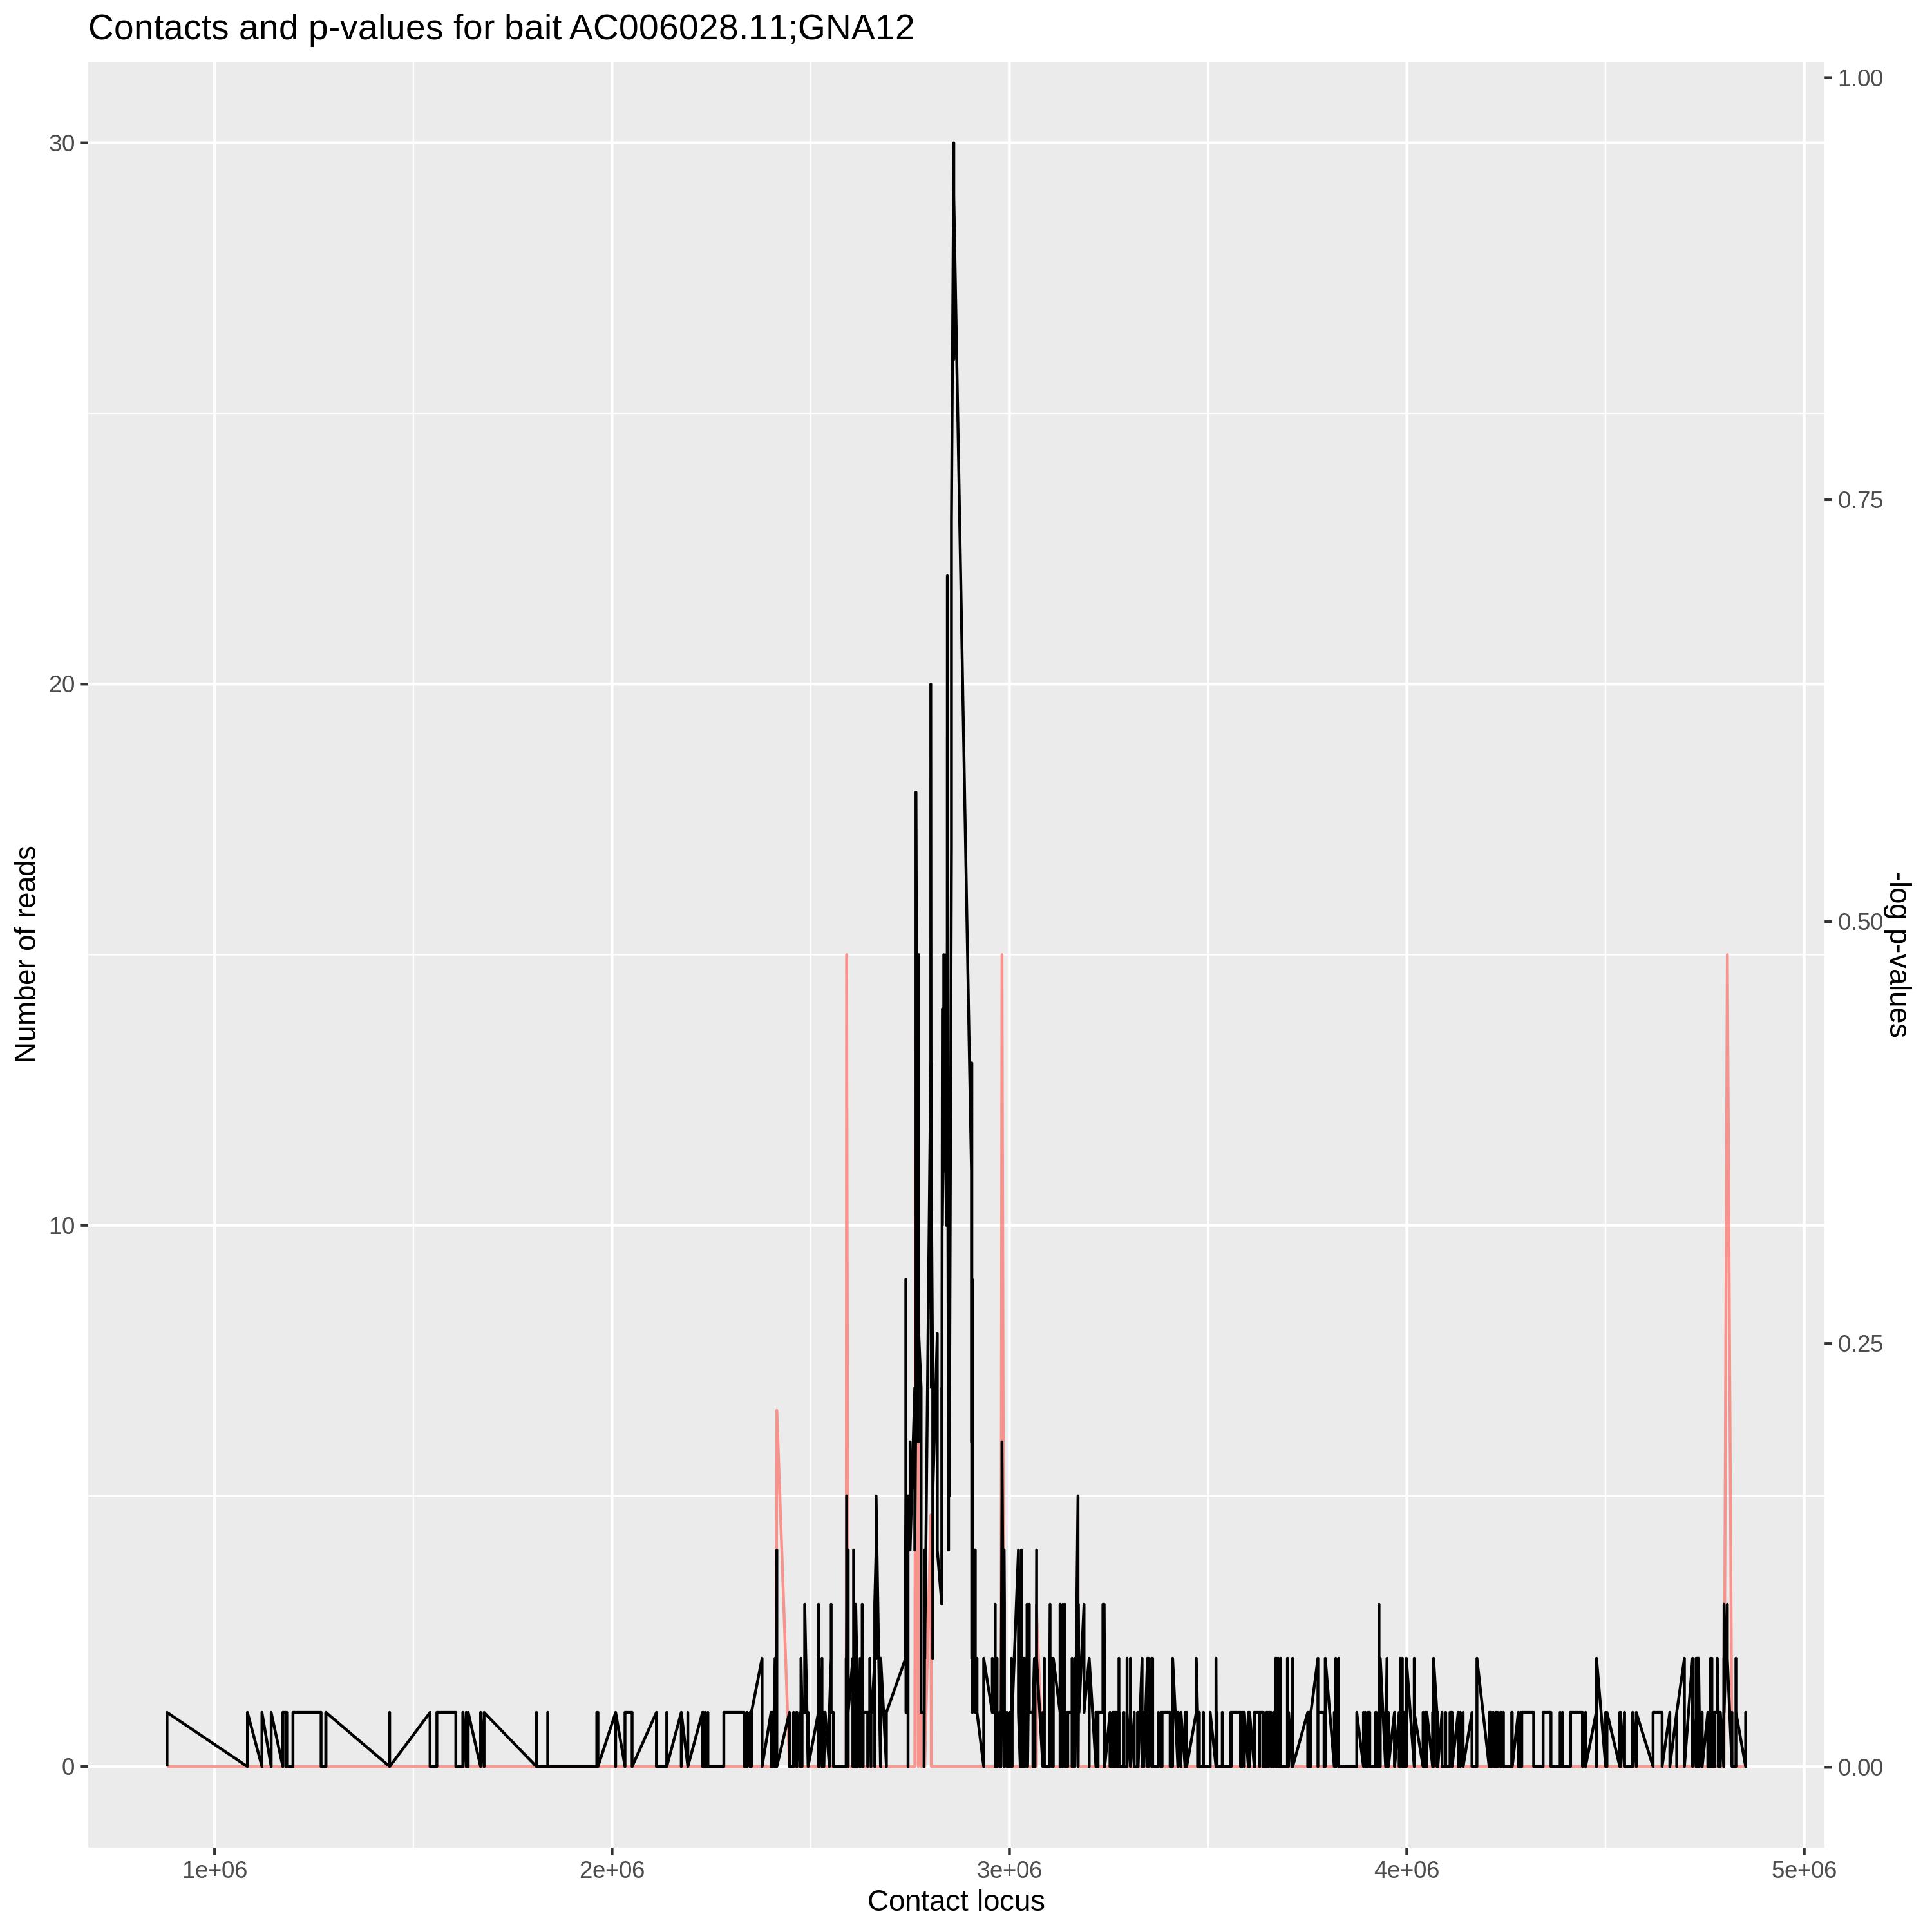 Contacts and p-values for bait AC006028.11;GNA12
30
20
10
0
Number of reads
1.00
0.75
0.50
0.25
0.00
-log p-values
1e+06
2e+06
3e+06
4e+06
5e+06
Contact locus